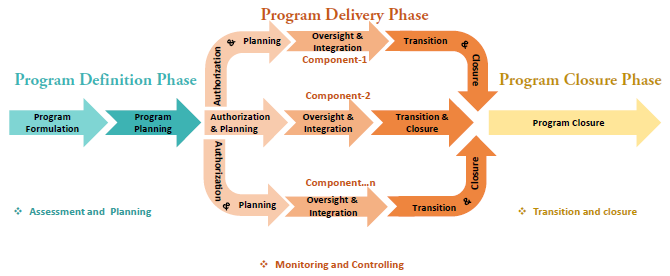 Program Delivery Phase
& Planning
Authorization
Oversight &
Integration
Transition &
Closure
Component-1
Program Definition Phase
Program Closure Phase
Component-2
Program
Formulation
Program
Planning
Authorization
& Planning
Oversight &
Integration
Transition &
Closure
Program Closure
Authorization
& Planning
Component...n
Oversight &
Integration
Transition &
Closure
❖ Assessment and Planning
❖ Transition and closure
❖ Monitoring and Controlling